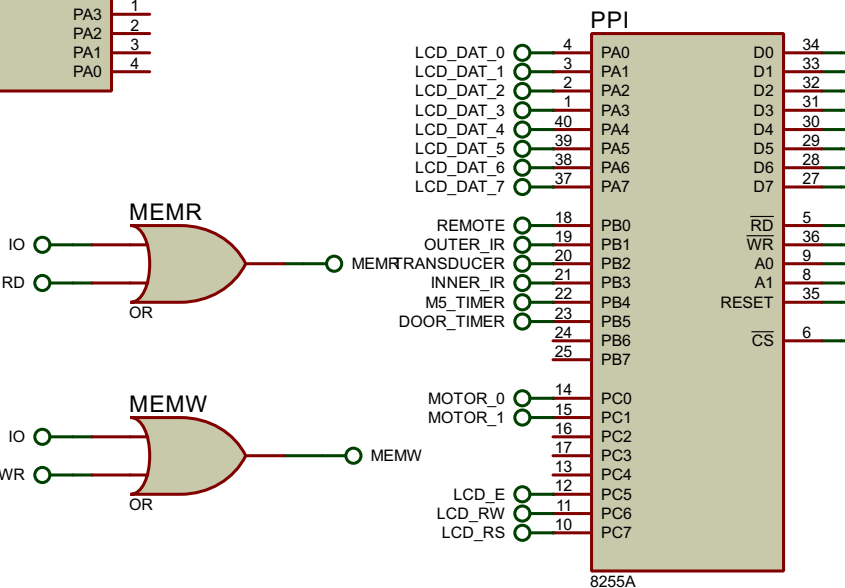 PA3 1
PA2 2
PA1 3
PA0 4
MEMR
IO
RD
MEMR
OR
MEMW
IO
WR
MEMW
OR
PPI
LCD_DAT_0 4 PA0 D0 34
LCD_DAT_1 3 PA1 D1 33
LCD_DAT_2 2 PA2 D2 32
LCD_DAT_3 1 PA3 D3 31
LCD_DAT_4 40 PA4 D4 30
LCD_DAT_5 39 PA5 D5 29
LCD_DAT_6 38 PA6 D6 28
LCD_DAT_7 37 PA7 D7 27
REMOTE 18 PB0 RD 5
OUTER_IR 19 PB1 WR 36
TRANSDUCER 20 PB2 A0 9
INNER_IR 21 PB3 A1 8
M5_TIMER 22 PB4 RESET 35
DOOR_TIMER 23 PB5
24 PB6 CS 6
25 PB7
MOTOR_0 14 PC0
MOTOR_1 15 PC1
16 PC2
17 PC3
13 PC4
LCD_E 12 PC5
LCD_RW 11 PC6
LCD_RS 10 PC7
8255A